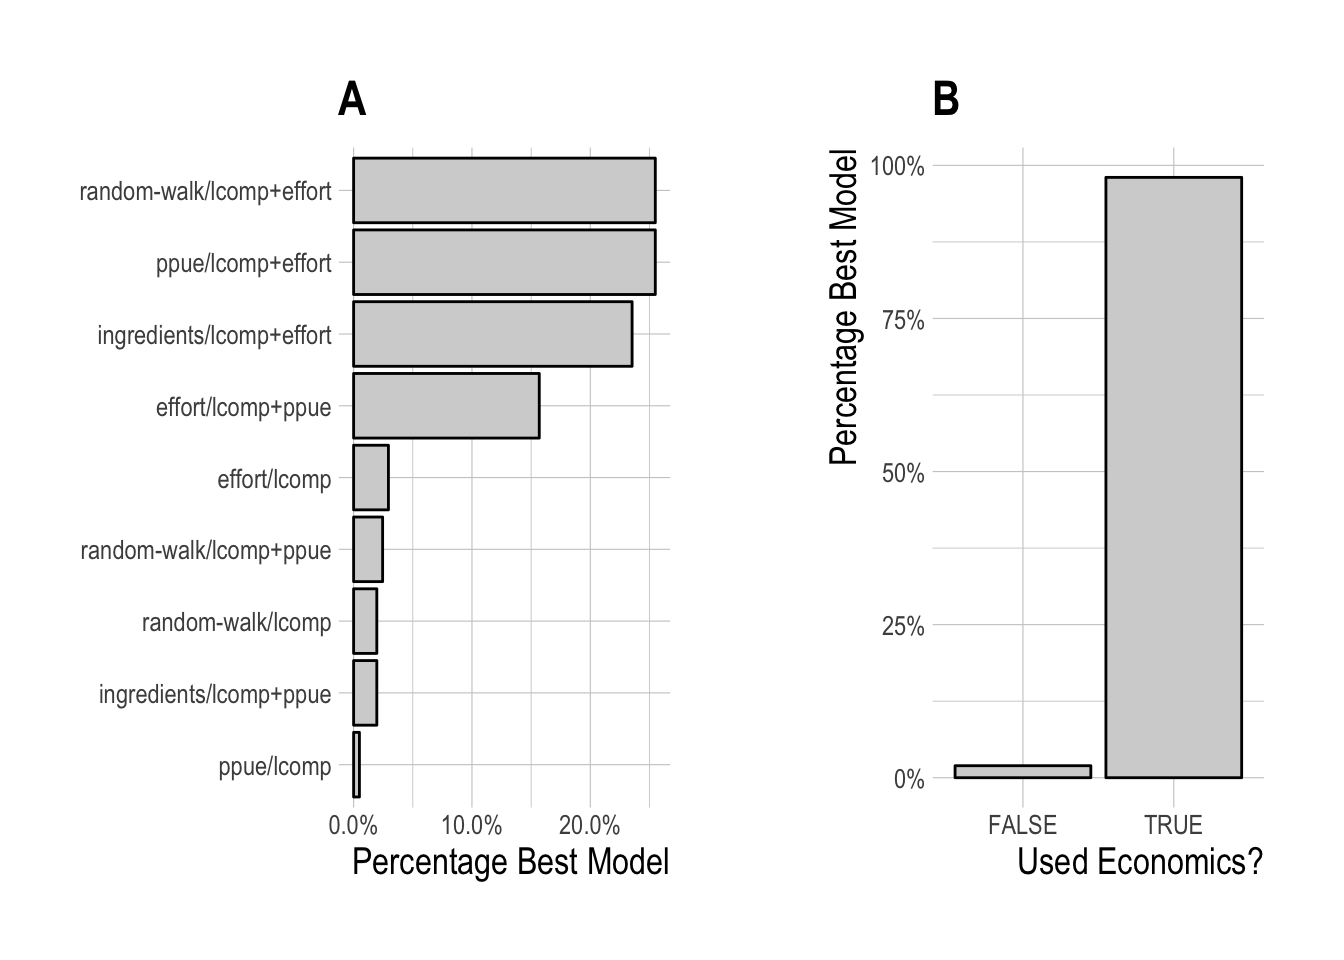 A
random-walk/lcomp+effort
ppue/lcomp+effort
ingredients/lcomp+effort
effort/lcomp+ppue
effort/lcomp
random-walk/lcomp+ppue
random-walk/lcomp
ingredients/lcomp+ppue
ppue/lcomp
0.0% 10.0% 20.0%
Percentage Best Model
B
Percentage Best Model
100%
75%
50%
25%
0%
FALSE TRUE
Used Economics?